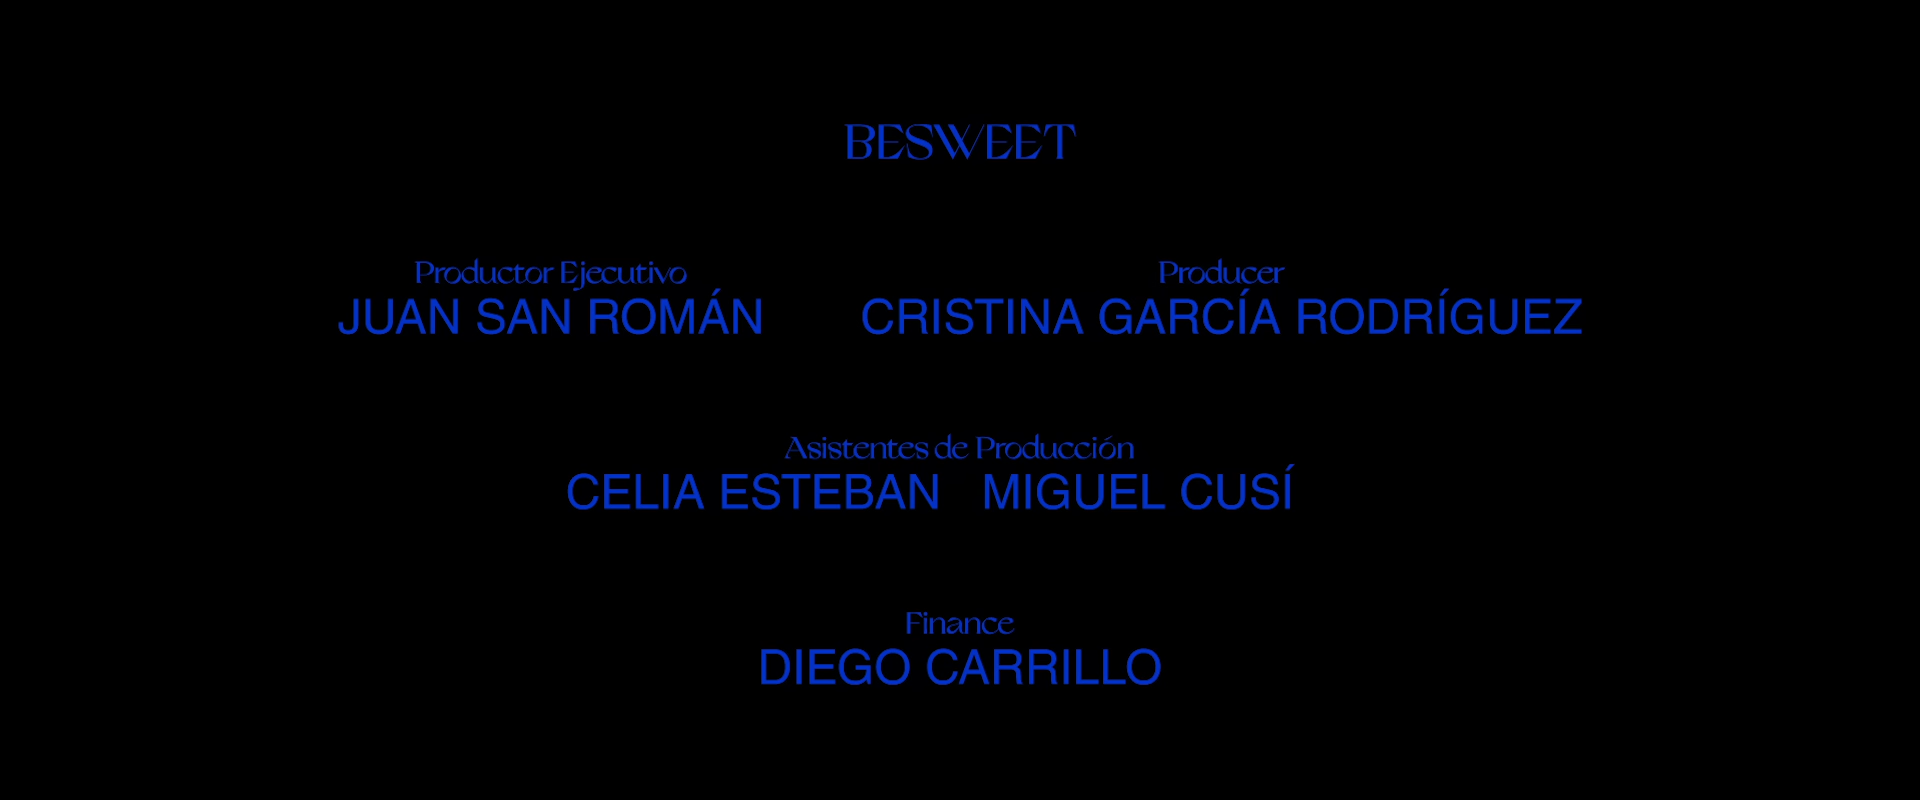 BESWEET
Productor Ejecutivo Producer
JUAN SAN ROMÁN CRISTINA GARCÍA RODRÍGUEZ
Asistentes de Producción
CELIA ESTEBAN MIGUEL CUSÍ
Finance
DIEGO CARRILLO